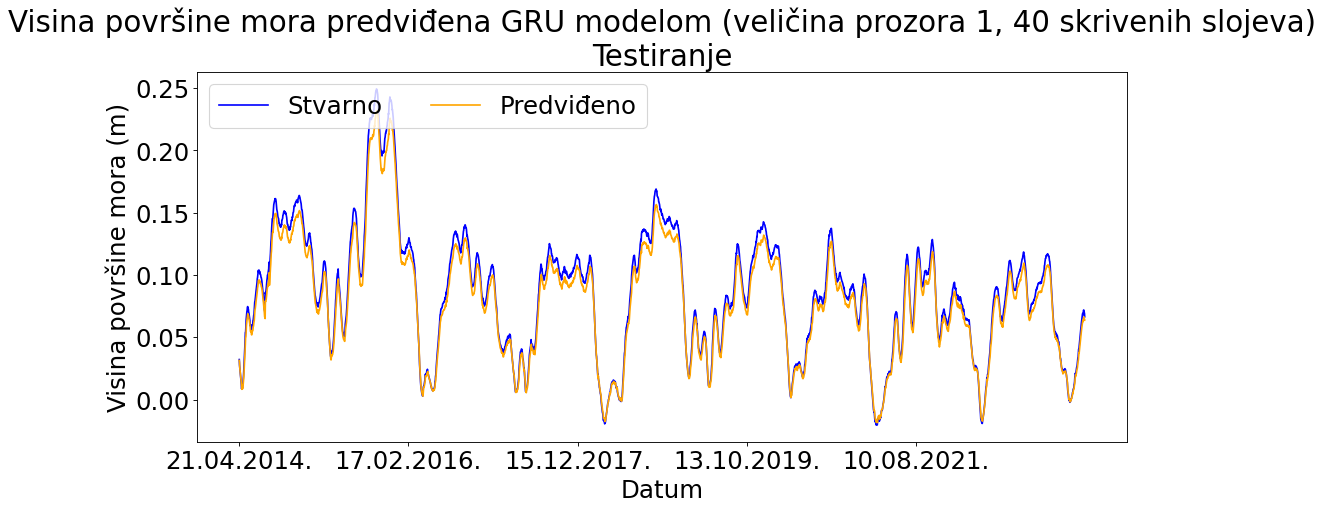 Visina površine mora predviđena GRU modelom (veličina prozora 1, 40 skrivenih slojeva)
Testiranje
Stvarno Predviđeno
Visina površine mora (m)
0.25
0.20
0.15
0.10
0.05
0.00
21.04.2014. 17.02.2016. 15.12.2017. 13.10.2019. 10.08.2021.
Datum